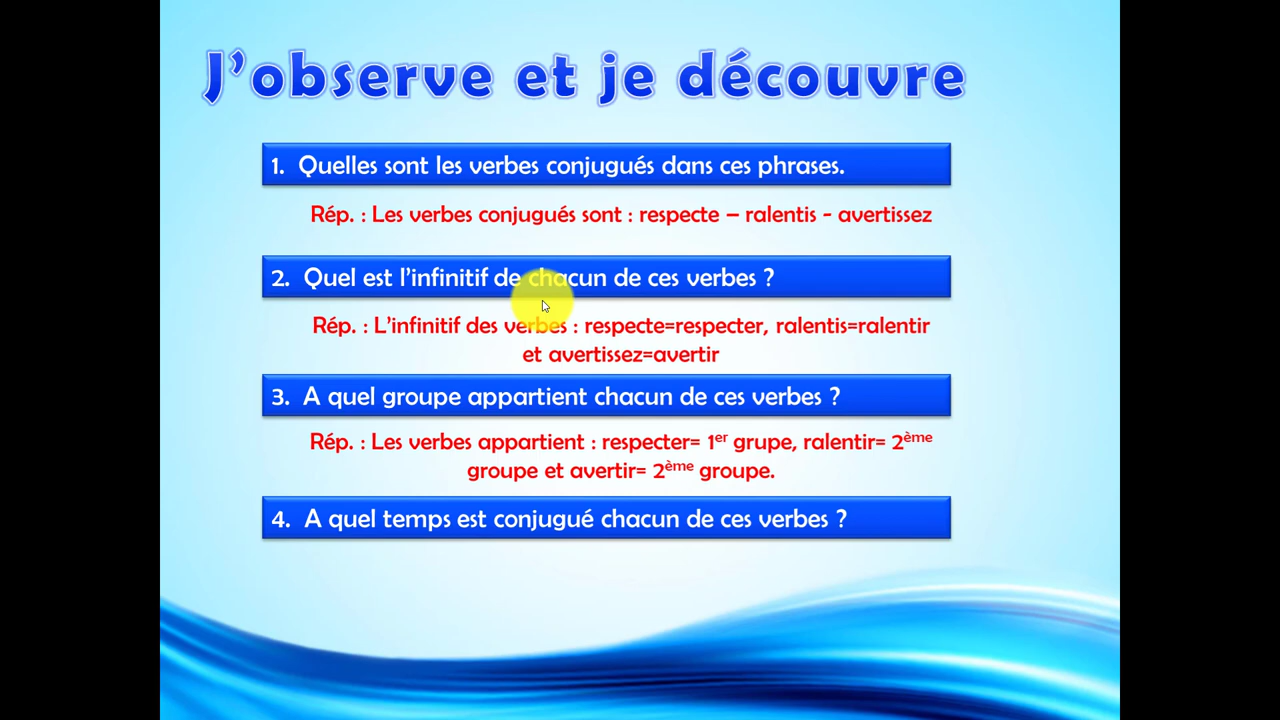 J'observe et je découvre
1. Quelles sont les verbes conjugués dans ces phrases.
Rép. : Les verbes conjugués sont : respecte – ralentis - avertissez
2. Quel est l'infinitif de chacun de ces verbes ?
Rép. : L'infinitif des verbes : respecte=respecter, ralentis=ralentir
et avertissez=avertir
3. A quel groupe appartient chacun de ces verbes ?
Rép. : Les verbes appartient : respecter= 1er grupe, ralentir= 2ème
groupe et avertir= 2ème groupe.
4. A quel temps est conjugué chacun de ces verbes ?